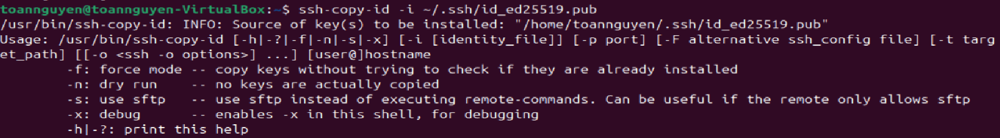 toannguyen@toannguyen-VirtualBox:~$ ssh-copy-id -i ~/.ssh/id_ed25519.pub
/usr/bin/ssh-copy-id: INFO: Source of key(s) to be installed: "/home/toannguyen/.ssh/id_ed25519.pub"
Usage: /usr/bin/ssh-copy-id [-h|-?|-f|-n|-s|-x] [-i [identity_file]] [-p port] [-F alternative ssh_config file] [-t targ
et_path] [[-o <ssh -o options>] ...] [user@]hostname
-f: force mode -- copy keys without trying to check if they are already installed
-n: dry run -- no keys are actually copied
-s: use sftp -- use sftp instead of executing remote-commands. Can be useful if the remote only allows sftp
-x: debug -- enables -x in this shell, for debugging
-h|-?: print this help